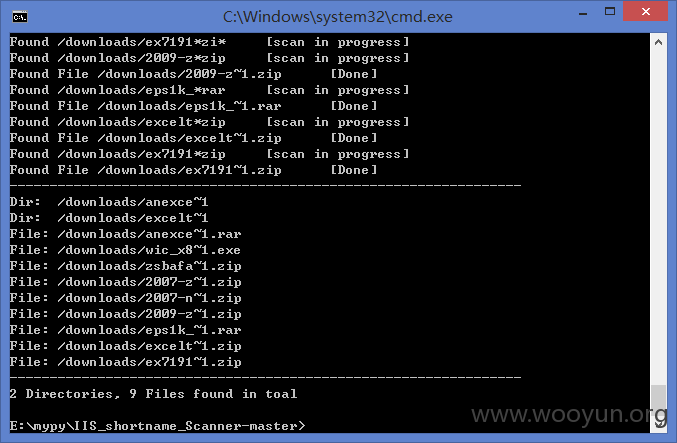 C:\Windows\system32\cmd.exe
Found /downloads/ex7191*zi* [scan in progress]
Found /downloads/2009-z*zip [scan in progress]
Found File /downloads/2009-z~1.zip [Done]
Found /downloads/eps1k_*rar [scan in progress]
Found File /downloads/eps1k_~1.rar [Done]
Found /downloads/excelt*zip [scan in progress]
Found File /downloads/excelt~1.zip [Done]
Found /downloads/ex7191*zip [scan in progress]
Found File /downloads/ex7191~1.zip [Done]
----------------------------------------------------------------
Dir: /downloads/anexce~1
Dir: /downloads/excelt~1
File: /downloads/anexce~1.rar
File: /downloads/wic_x8~1.exe
File: /downloads/zsbafa~1.zip
File: /downloads/2007-z~1.zip
File: /downloads/2007-n~1.zip
File: /downloads/2009-z~1.zip
File: /downloads/eps1k_~1.rar
File: /downloads/excelt~1.zip
File: /downloads/ex7191~1.zip
----------------------------------------------------------------
2 Directories, 9 Files found in toal
E:\mypy\IIS_shortname_Scanner-master>
www.wooyun.org